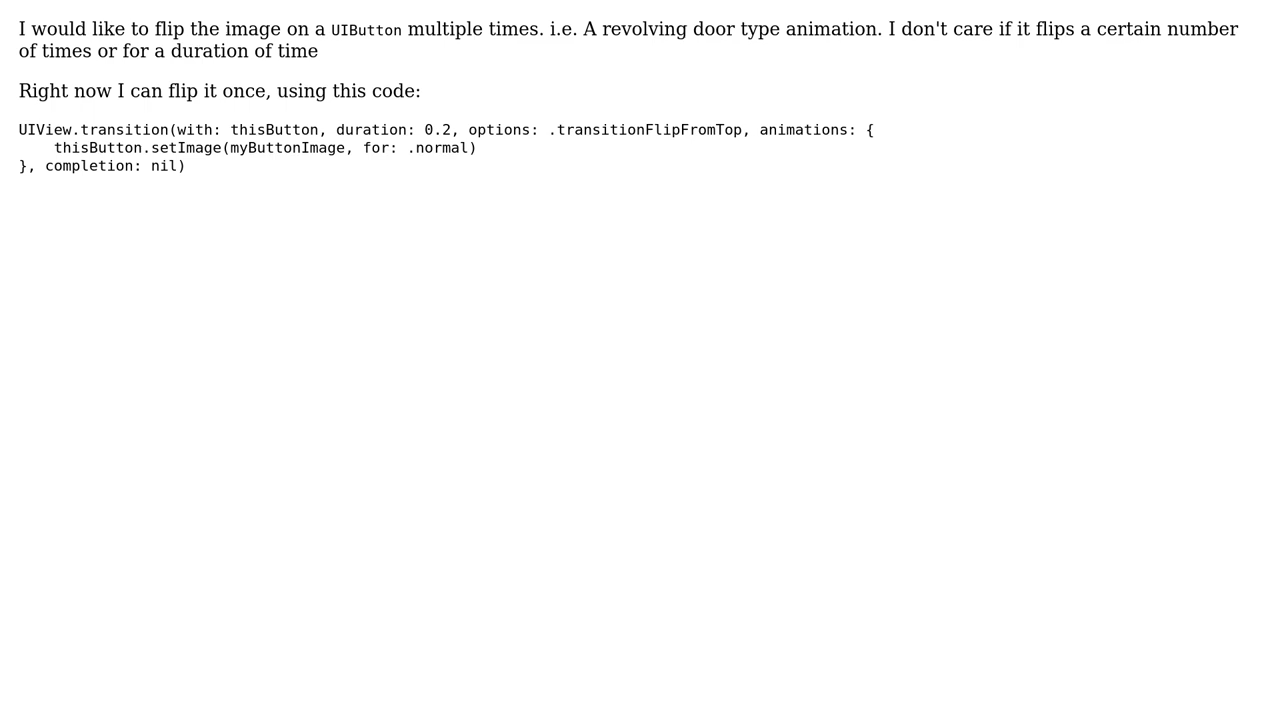 I would like to flip the image on a UIButton multiple times. i.e. A revolving door type animation. I don't care if it flips a certain number
of times or for a duration of time
Right now I can flip it once, using this code:
UIView.transition(with: thisButton, duration: 0.2, options: .transitionFlipFromTop, animations: {
    thisButton.setImage(myButtonImage, for: .normal)
}, completion: nil)